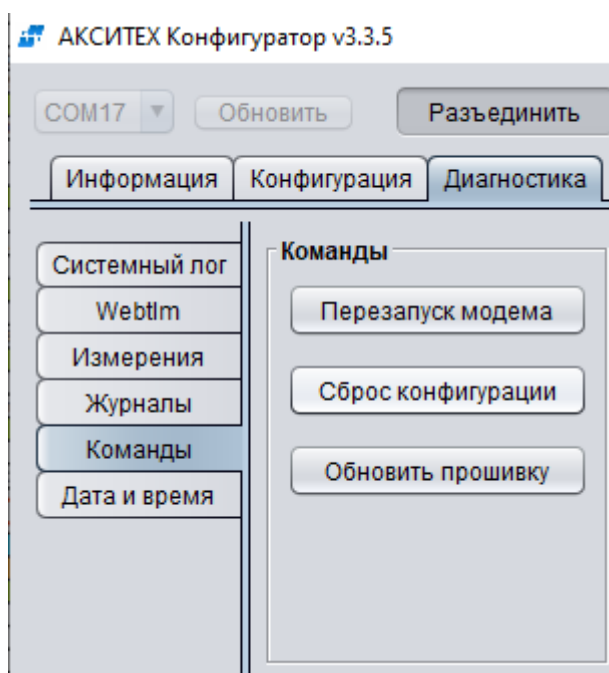 АКСИТЕХ Конфигуратор v3.3.5
COM17 Обновить Разъединить
Информация Конфигурация Диагностика
Системный лог
Webtlm
Измерения
Журналы
Команды
Дата и время
Команды
Перезапуск модема
Сброс конфигурации
Обновить прошивку